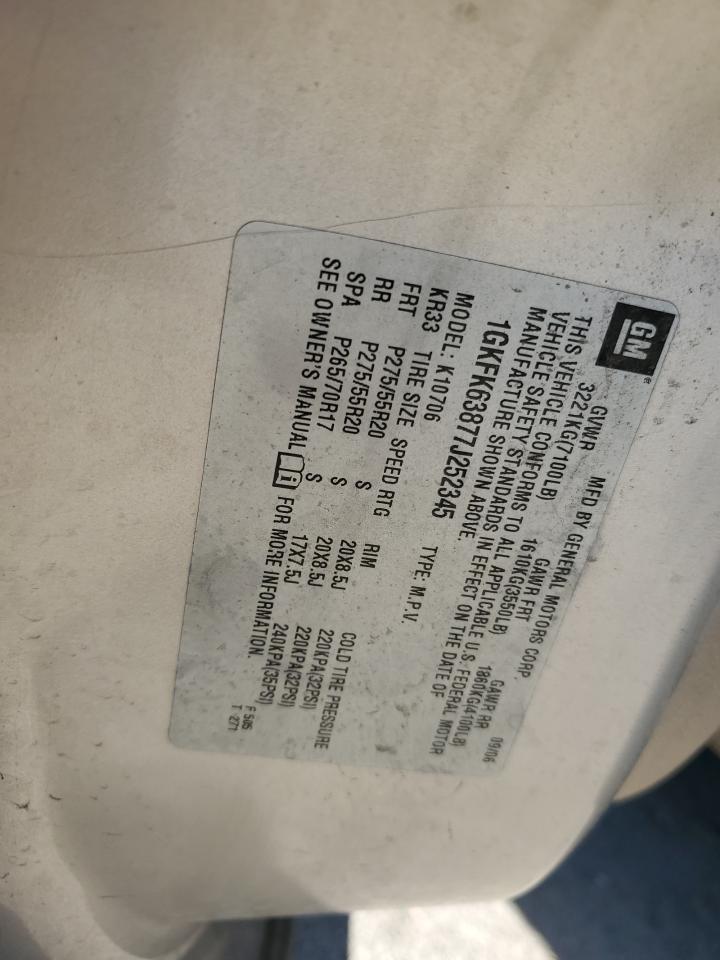 GM®
MFD BY GENERAL MOTORS CORP. 09/06
GVWR GAWR FRT GAWR RR
3221KG(7100LB) 1610KG(3550LB) 1860KG(4100LB)
THIS VEHICLE CONFORMS TO ALL APPLICABLE U.S. FEDERAL MOTOR
VEHICLE SAFETY STANDARDS IN EFFECT ON THE DATE OF
MANUFACTURE SHOWN ABOVE.
1GKFK63877J252345 TYPE: M.P.V.
MODEL: K10706
KR33 TIRE SIZE SPEED RTG RIM COLD TIRE PRESSURE
FRT P275/55R20 S 20X8.5J 220KPA(32PSI)
RR P275/55R20 S 20X8.5J 220KPA(32PSI)
SPA P265/70R17 S 17X7.5J 240KPA(35PSI)
SEE OWNER'S MANUAL i FOR MORE INFORMATION.
F 505
T 271